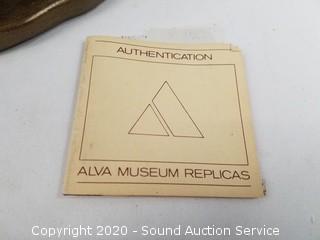 AUTHENTICATION
ALVA MUSEUM REPLICAS
Copyright 2020 - Sound Auction Service